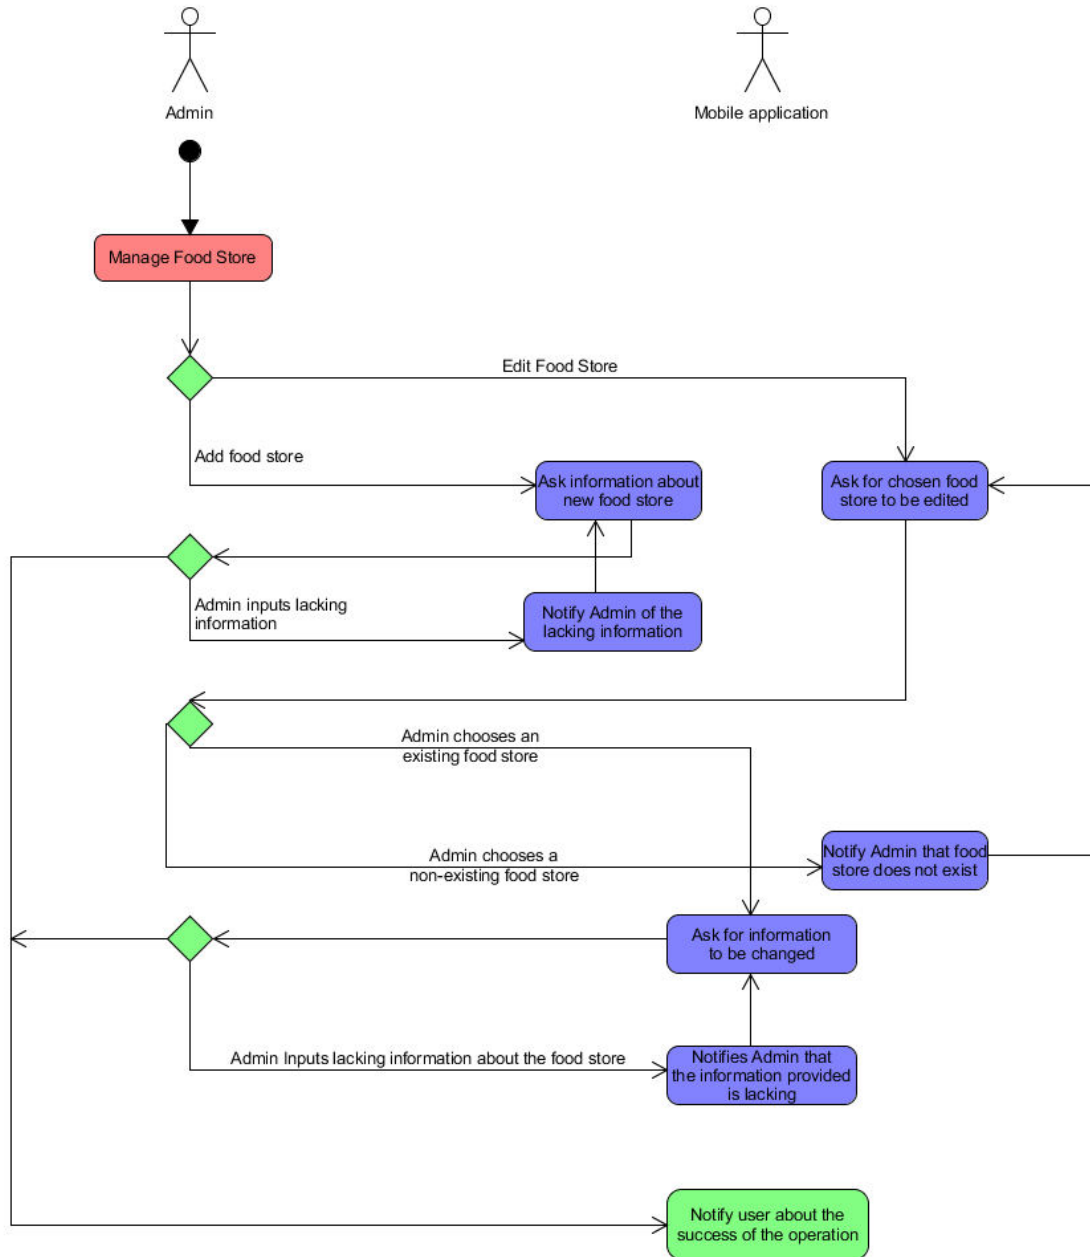 Admin
Mobile application
Manage Food Store
Edit Food Store
Add food store
Ask information about
new food store
Ask for chosen food
store to be edited
Admin inputs lacking
information
Notify Admin of the
lacking information
Admin chooses an
existing food store
Admin chooses a
non-existing food store
Notify Admin that food
store does not exist
Ask for information
to be changed
Admin Inputs lacking information about the food store
Notifies Admin that
the information provided
is lacking
Notify user about the
success of the operation